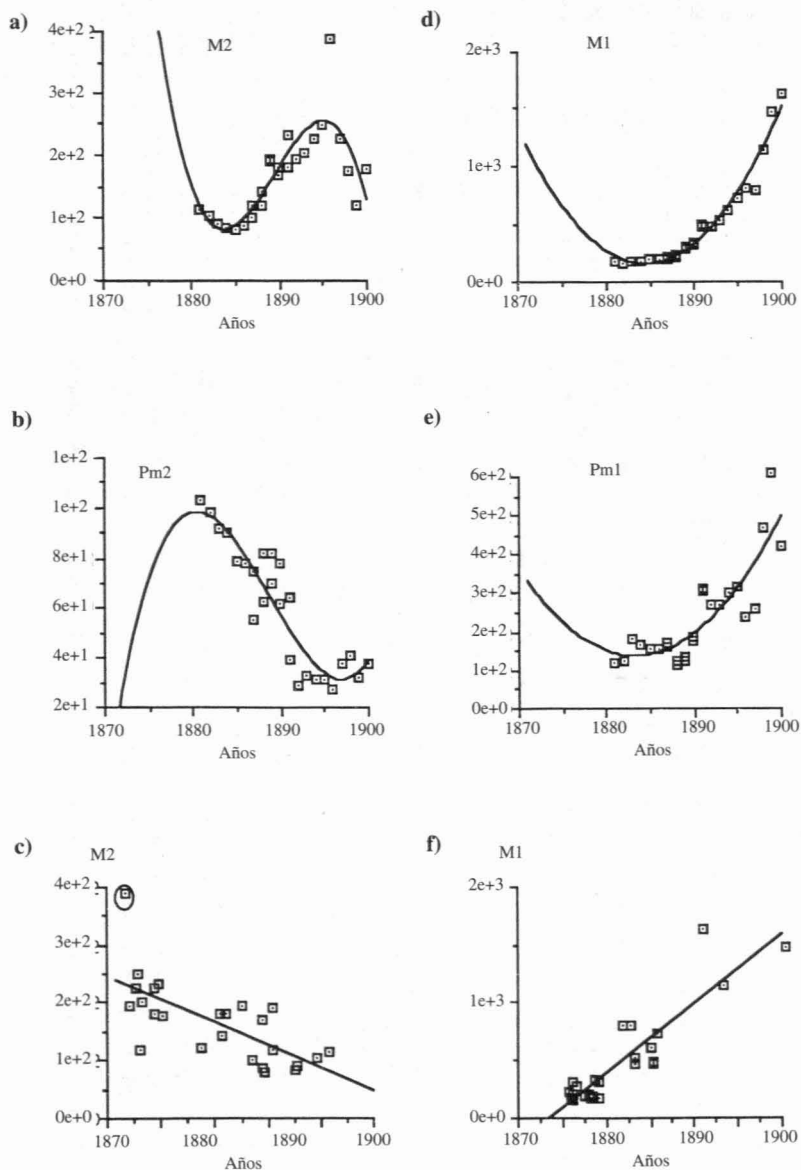 a)
M2
4e+2
3e+2
2e+2
1e+2
0e+0
1870 1880 1890 1900
Años
d)
M1
2e+3
1e+3
0e+0
1870 1880 1890 1900
Años
b)
Pm2
1e+2
1e+2
8e+1
6e+1
4e+1
2e+1
1870 1880 1890 1900
Años
e)
Pm1
6e+2
5e+2
4e+2
3e+2
2e+2
1e+2
0e+0
1870 1880 1890 1900
Años
c)
M2
4e+2
3e+2
2e+2
1e+2
0e+0
1870 1880 1890 1900
Años
f)
M1
2e+3
1e+3
0e+0
1870 1880 1890 1900
Años